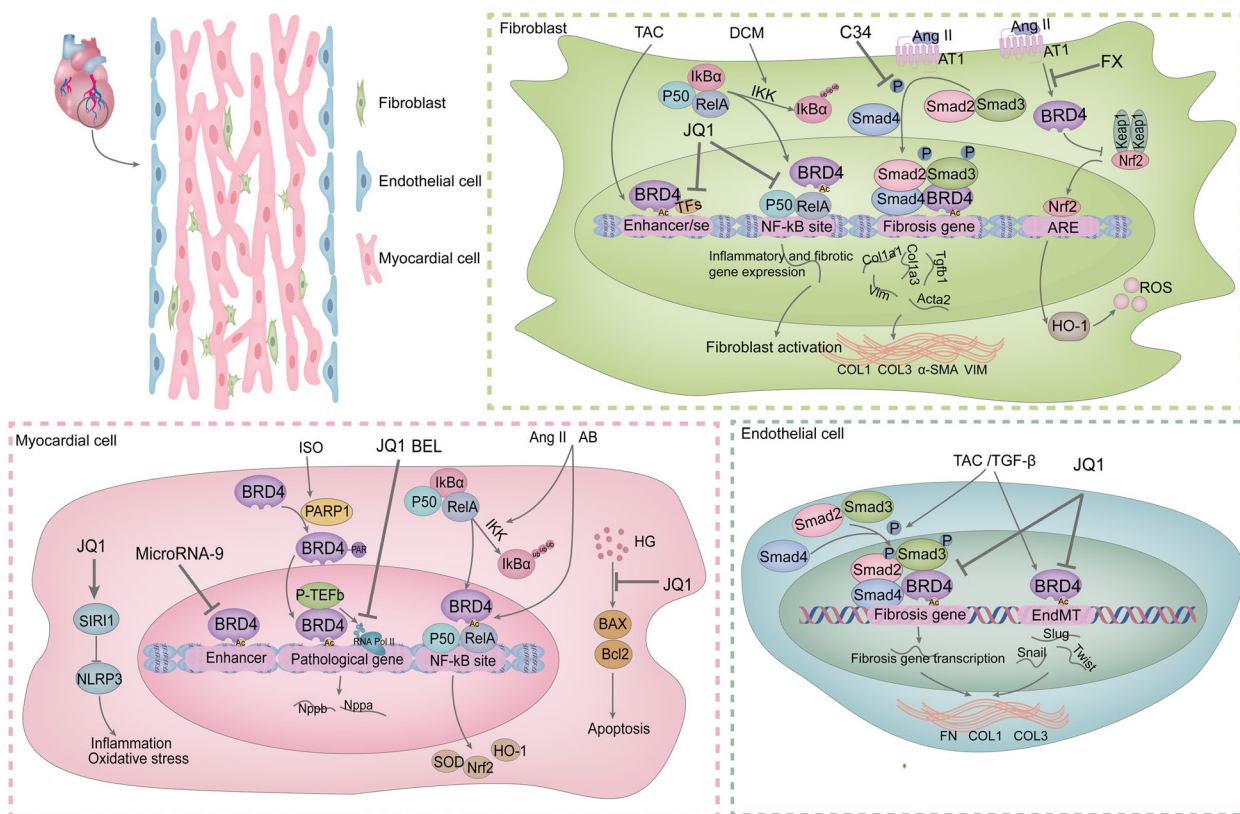 Fibroblast
Endothelial cell
Myocardial cell
Fibroblast
TAC
DCM
C34
Ang II
AT1
Ang II
AT1
FX
IkBα
P50
RelA
IKK
ub ub ub
IkBα
P
Smad4
Smad2
Smad3
BRD4
Keap1
Keap1
Nrf2
JQ1
BRD4
Ac
TFs
Enhancer/se
BRD4
Ac
P50
RelA
NF-kB site
P
P
Smad2
Smad3
Smad4
BRD4
Ac
Fibrosis gene
Nrf2
ARE
Inflammatory and fibrotic
gene expression
Col1a1
Col1a3
Tgfb1
Vim
Acta2
ROS
HO-1
Fibroblast activation
COL1 COL3 α-SMA VIM
Myocardial cell
ISO
JQ1 BEL
Ang II
AB
BRD4
PARP1
BRD4
PAR
IkBα
P50
RelA
IKK
ub ub ub
IkBα
HG
JQ1
JQ1
MicroRNA-9
SIRI1
NLRP3
Inflammation
Oxidative stress
BRD4
Ac
Enhancer
P-TEFb
BRD4
Ac
RNA Pol II
Pathological gene
BRD4
Ac
P50
RelA
NF-kB site
Nppb
Nppa
SOD
Nrf2
HO-1
BAX
Bcl2
Apoptosis
Endothelial cell
TAC /TGF-β
JQ1
Smad2
Smad3
P
Smad4
P
P
Smad3
Smad2
Smad4
BRD4
Ac
Fibrosis gene
BRD4
Ac
EndMT
Fibrosis gene transcription
Slug
Snail
Twist
FN COL1 COL3